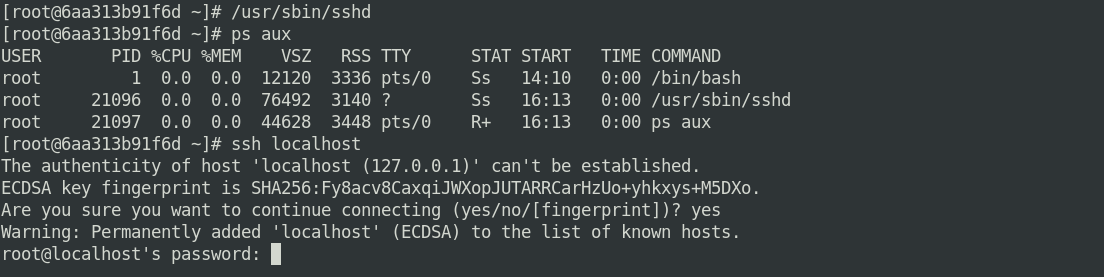 [root@6aa313b91f6d ~]# /usr/sbin/sshd
[root@6aa313b91f6d ~]# ps aux
USER       PID %CPU %MEM    VSZ   RSS TTY      STAT START   TIME COMMAND
root         1  0.0  0.0  12120  3336 pts/0    Ss   14:10   0:00 /bin/bash
root     21096  0.0  0.0  76492  3140 ?        Ss   16:13   0:00 /usr/sbin/sshd
root     21097  0.0  0.0  44628  3448 pts/0    R+   16:13   0:00 ps aux
[root@6aa313b91f6d ~]# ssh localhost
The authenticity of host 'localhost (127.0.0.1)' can't be established.
ECDSA key fingerprint is SHA256:Fy8acv8CaxqiJWXopJUTARRCarHzUo+yhkxys+M5DXo.
Are you sure you want to continue connecting (yes/no/[fingerprint])? yes
Warning: Permanently added 'localhost' (ECDSA) to the list of known hosts.
root@localhost's password: